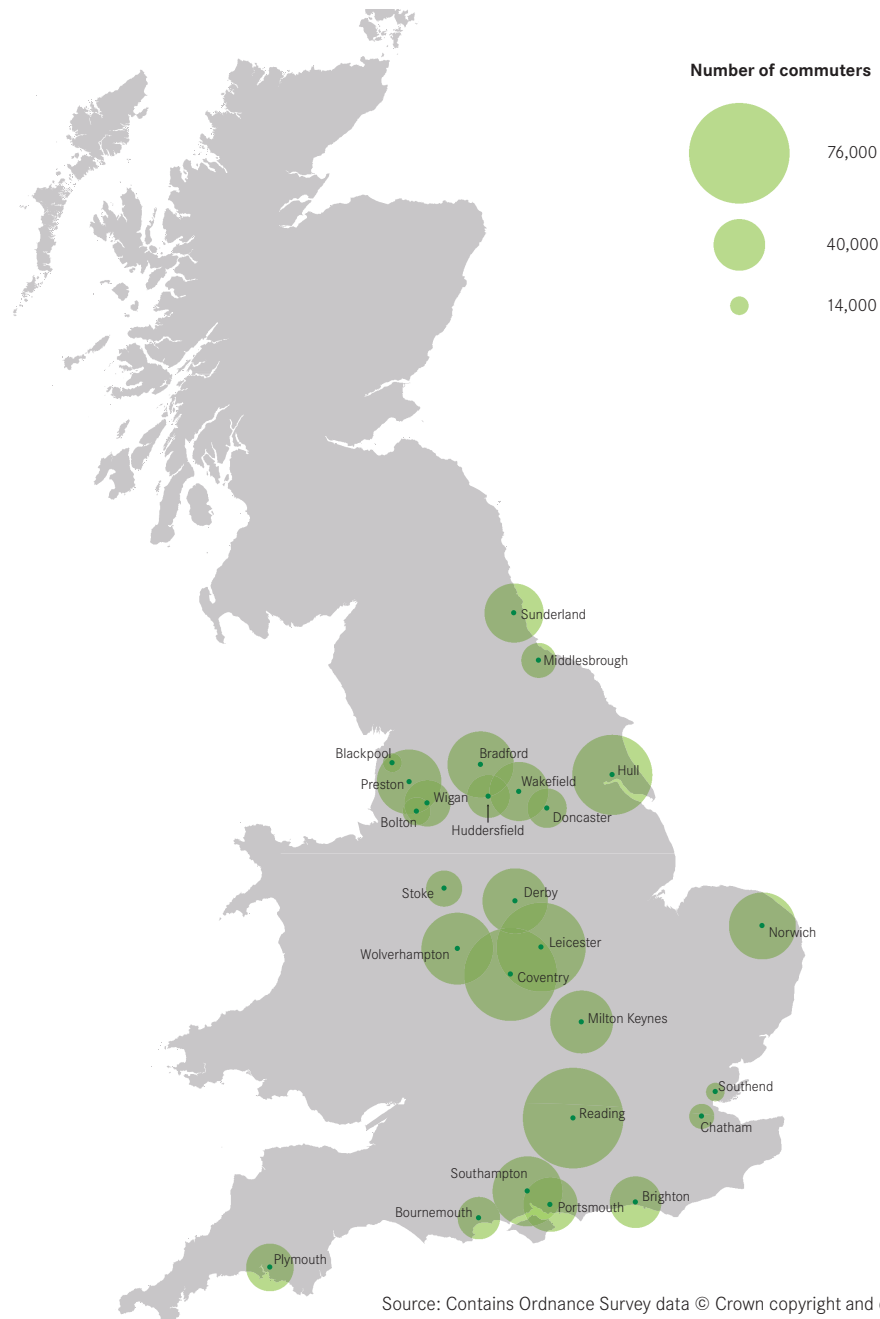 Number of commuters
76,000
40,000
14,000
Sunderland
Middlesbrough
Blackpool
Bradford
Hull
Preston
Wakefield
Wigan
Doncaster
Bolton
Huddersfield
Stoke
Derby
Norwich
Leicester
Wolverhampton
Coventry
Milton Keynes
Southend
Reading
Chatham
Southampton
Brighton
Portsmouth
Bournemouth
Plymouth
Source: Contains Ordnance Survey data © Crown copyright and